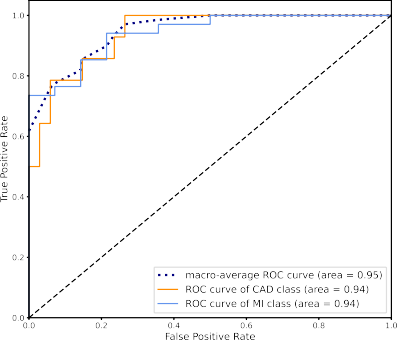 1.0
0.8
0.6
0.4
0.2
0.0
True Positive Rate
macro-average ROC curve (area = 0.95)
ROC curve of CAD class (area = 0.94)
ROC curve of MI class (area = 0.94)
0.0 0.2 0.4 0.6 0.8 1.0
False Positive Rate